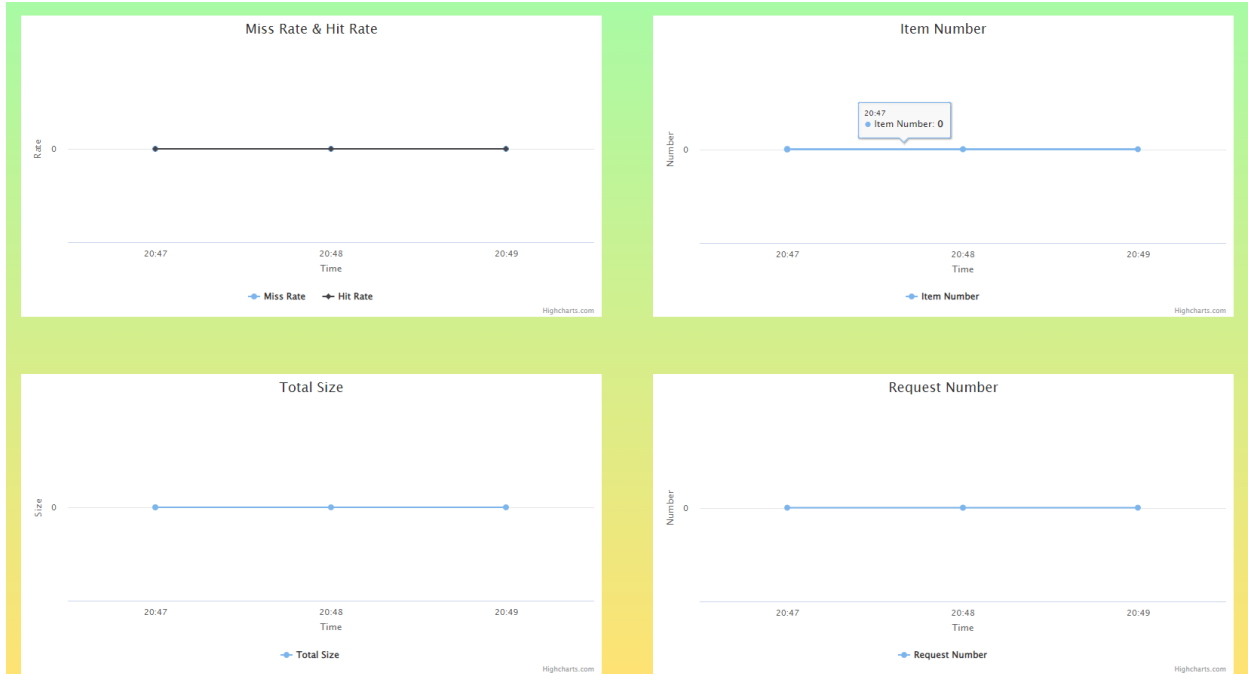 Miss Rate & Hit Rate
Rate
0
20:47 20:48 20:49
Time
Miss Rate Hit Rate
Highcharts.com
Item Number
20:47
Item Number: 0
Number
0
20:47 20:48 20:49
Time
Item Number
Highcharts.com
Total Size
Size
0
20:47 20:48 20:49
Time
Total Size
Highcharts.com
Request Number
Number
0
20:47 20:48 20:49
Time
Request Number
Highcharts.com